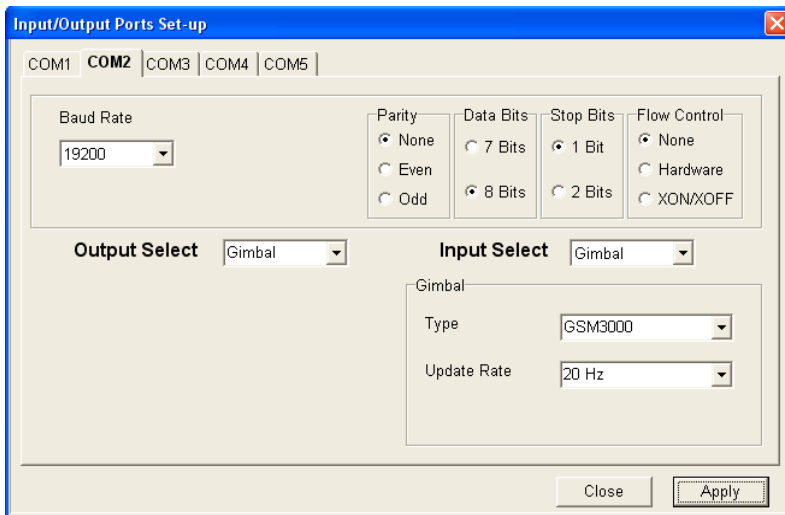 Input/Output Ports Set-up
COM1 COM2 COM3 COM4 COM5
Baud Rate
19200
Parity
None
Even
Odd
Data Bits
7 Bits
8 Bits
Stop Bits
1 Bit
2 Bits
Flow Control
None
Hardware
XON/XOFF
Output Select Gimbal
Input Select Gimbal
Gimbal
Type GSM3000
Update Rate 20 Hz
Close Apply